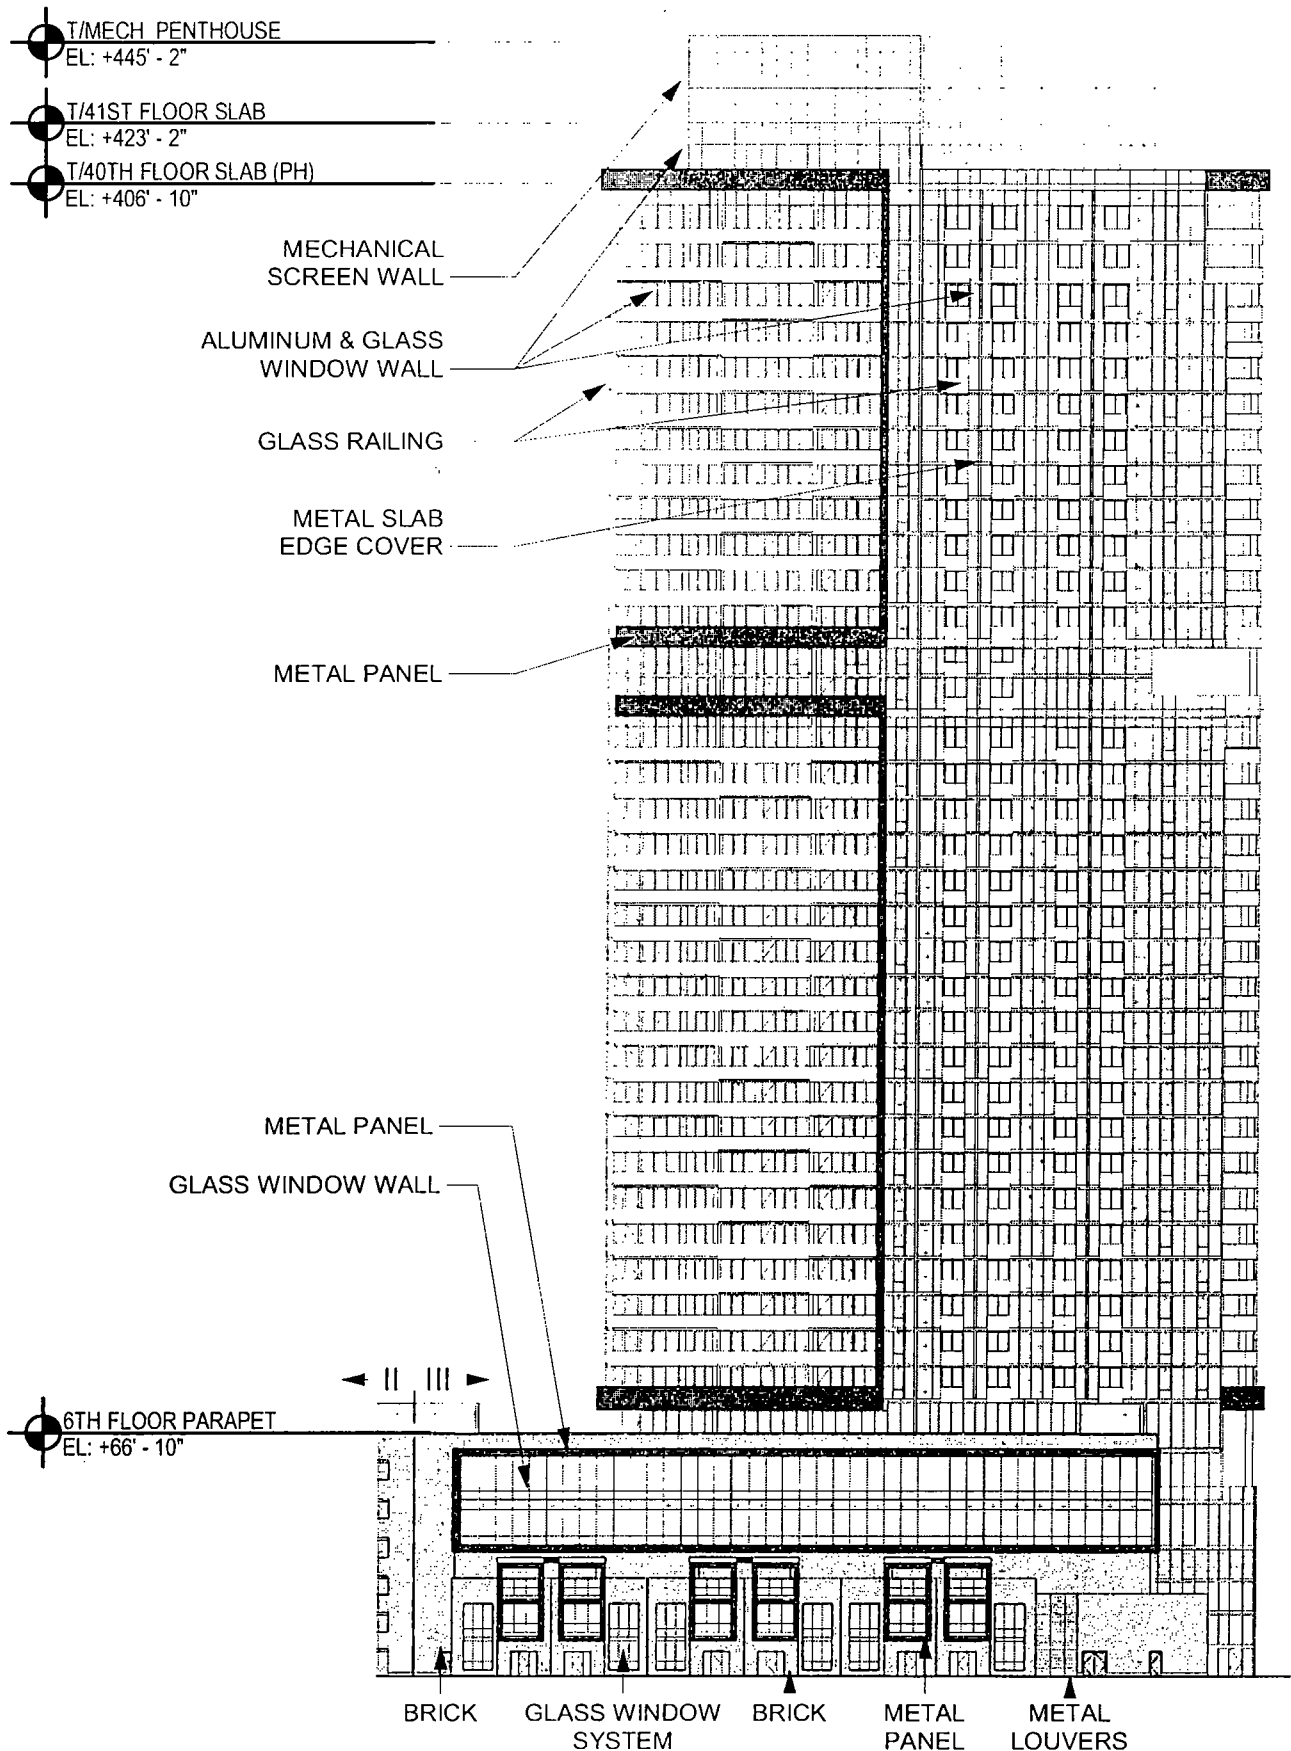 T/MECH PENTHOUSE
EL: +445' - 2"
T/41ST FLOOR SLAB
EL: +423' - 2"
T/40TH FLOOR SLAB (PH)
EL: +406' - 10"
MECHANICAL
SCREEN WALL
ALUMINUM & GLASS
WINDOW WALL
GLASS RAILING
METAL SLAB
EDGE COVER
METAL PANEL
METAL PANEL
GLASS WINDOW WALL
II III
6TH FLOOR PARAPET
EL: +66' - 10"
BRICK
GLASS WINDOW
SYSTEM
BRICK
METAL
PANEL
METAL
LOUVERS